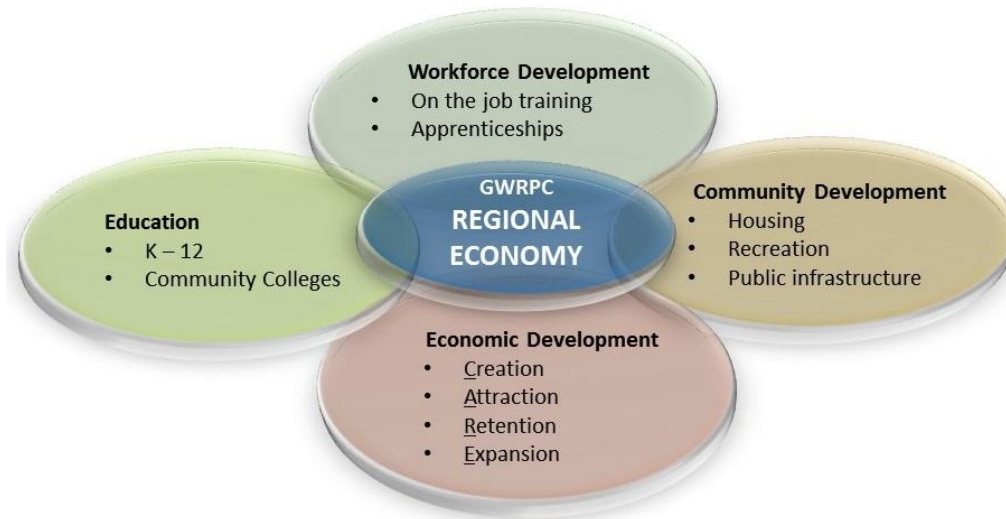 Workforce Development
• On the job training
• Apprenticeships
GWRPC
REGIONAL
ECONOMY
Education
• K – 12
• Community Colleges
Community Development
• Housing
• Recreation
• Public infrastructure
Economic Development
• Creation
• Attraction
• Retention
• Expansion